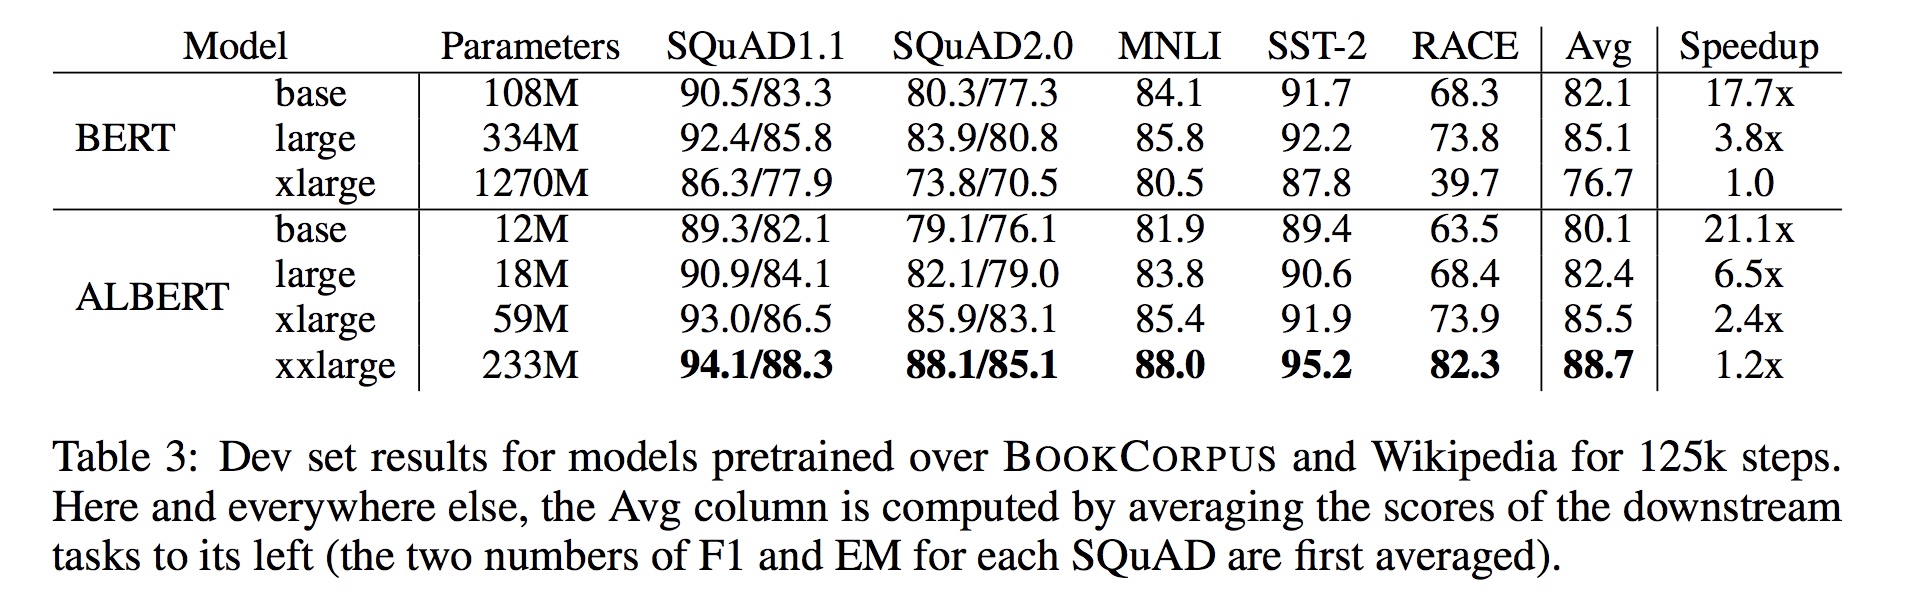 Model Parameters SQuAD1.1 SQuAD2.0 MNLI SST-2 RACE Avg Speedup
base 108M 90.5/83.3 80.3/77.3 84.1 91.7 68.3 82.1 17.7x
BERT large 334M 92.4/85.8 83.9/80.8 85.8 92.2 73.8 85.1 3.8x
xlarge 1270M 86.3/77.9 73.8/70.5 80.5 87.8 39.7 76.7 1.0
base 12M 89.3/82.1 79.1/76.1 81.9 89.4 63.5 80.1 21.1x
large 18M 90.9/84.1 82.1/79.0 83.8 90.6 68.4 82.4 6.5x
ALBERT
xlarge 59M 93.0/86.5 85.9/83.1 85.4 91.9 73.9 85.5 2.4x
xxlarge 233M 94.1/88.3 88.1/85.1 88.0 95.2 82.3 88.7 1.2x
Table 3: Dev set results for models pretrained over BOOKCORPUS and Wikipedia for 125k steps.
Here and everywhere else, the Avg column is computed by averaging the scores of the downstream
tasks to its left (the two numbers of F1 and EM for each SQuAD are first averaged).